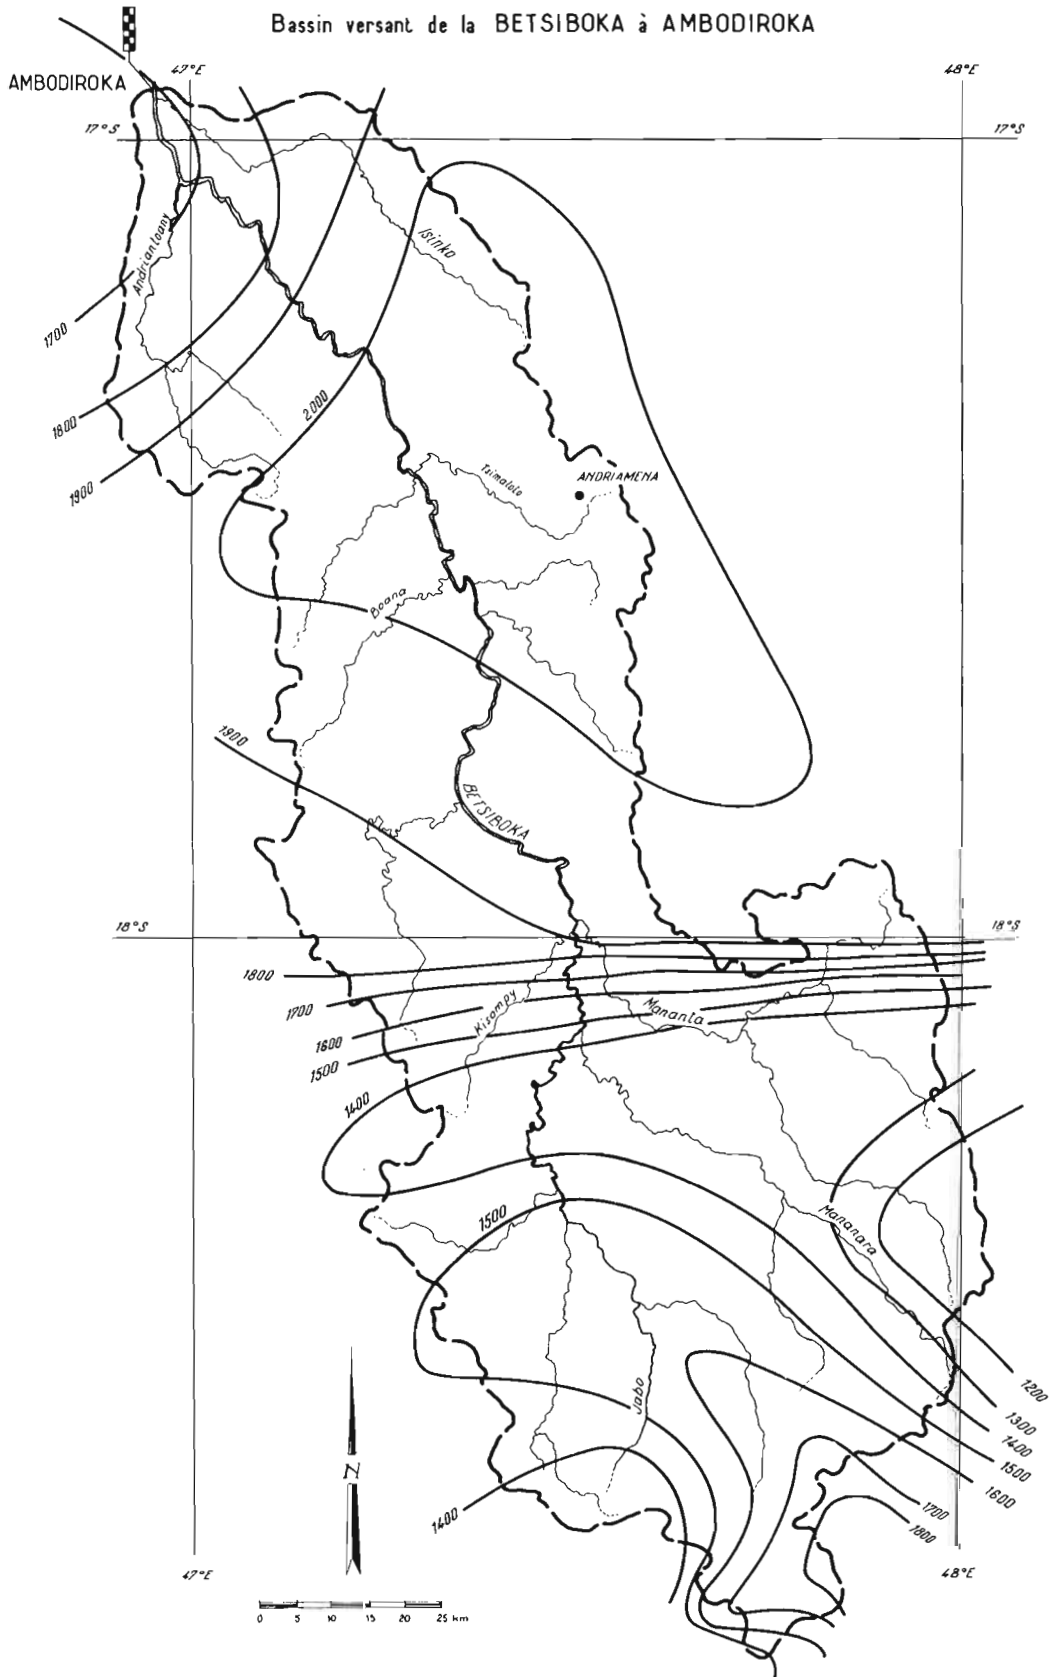 Bassin versant de la BETSIBOKA à AMBODIROKA
47°E
48°E
AMBODIROKA
17°S
17°S
Andriantoany
Isinko
1700
1800
1900
2000
Tsimaloto
ANDRIAMENA
Boana
1900
BETSIBOKA
18°S
18°S
1800
1700
1600
1500
1400
Kisompy
Mananta
1500
Mananara
Jabo
1200
1300
1400
1500
1600
1700
1800
1400
N
47°E
48°E
0 5 10 15 20 25 km